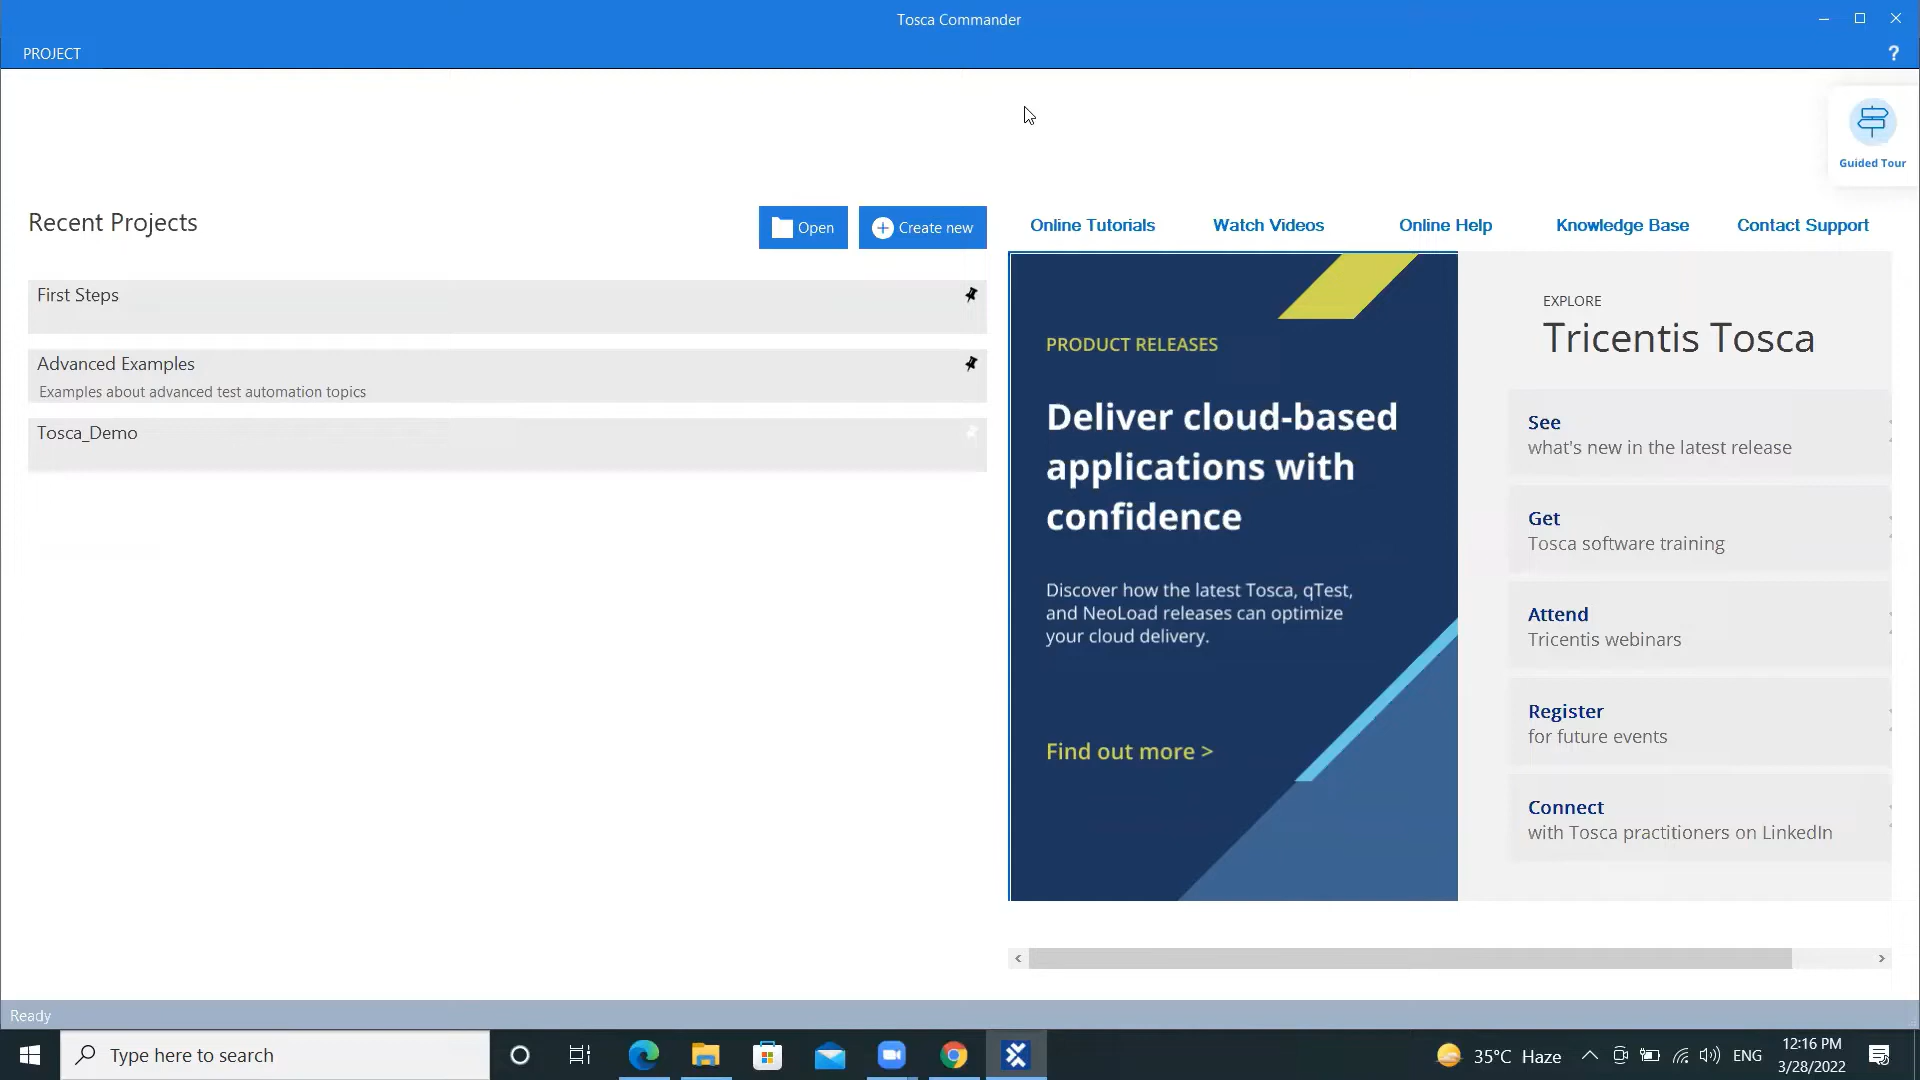 Tosca Commander
PROJECT
?
Guided Tour
Recent Projects
Open
Create new
First Steps
Advanced Examples
Examples about advanced test automation topics
Tosca_Demo
Online Tutorials
Watch Videos
Online Help
Knowledge Base
Contact Support
PRODUCT RELEASES
Deliver cloud-based
applications with
confidence
Discover how the latest Tosca, qTest,
and NeoLoad releases can optimize
your cloud delivery.
Find out more >
EXPLORE
Tricentis Tosca
See
what's new in the latest release
Get
Tosca software training
Attend
Tricentis webinars
Register
for future events
Connect
with Tosca practitioners on LinkedIn
Ready
Type here to search
35°C Haze
ENG
12:16 PM
3/28/2022